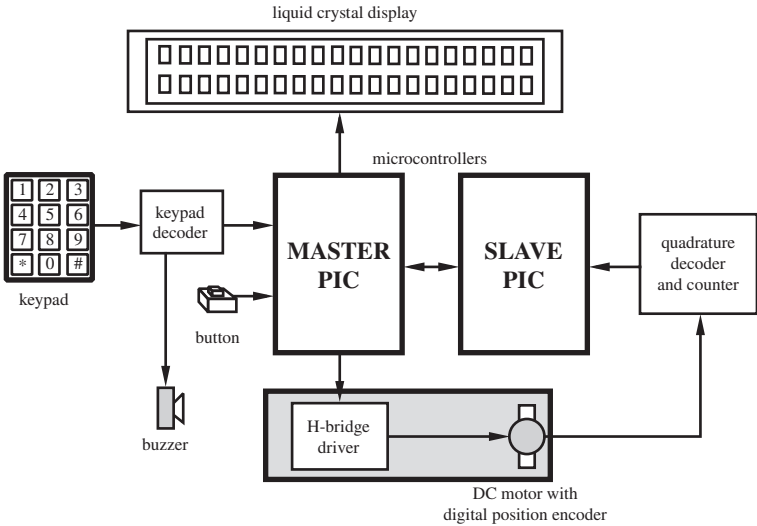 liquid crystal display
microcontrollers
1 2 3
4 5 6
7 8 9
* 0 #
keypad
keypad
decoder
MASTER
PIC
SLAVE
PIC
quadrature
decoder
and counter
button
buzzer
H-bridge
driver
DC motor with
digital position encoder